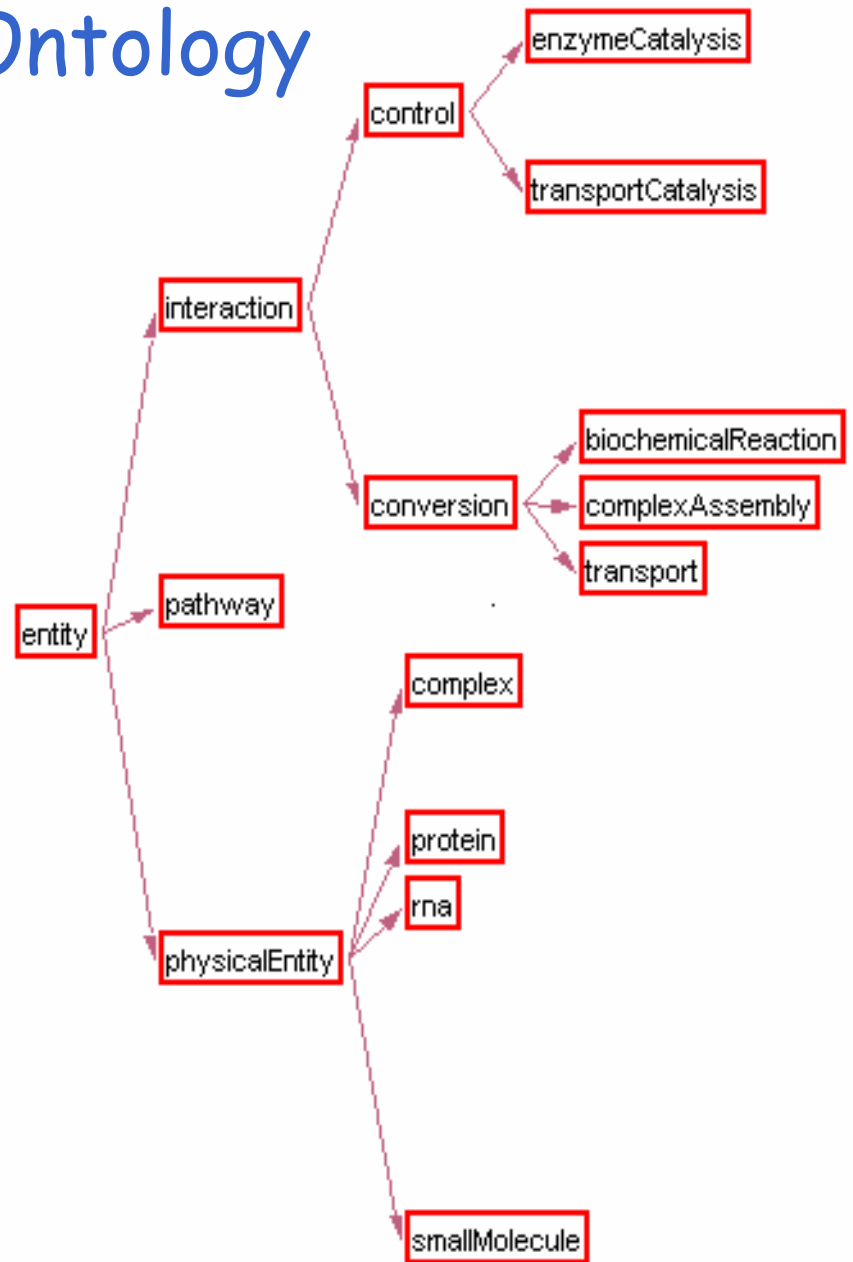 Ontology
enzymeCatalysis
control
transportCatalysis
interaction
biochemicalReaction
conversion
complexAssembly
transport
pathway
entity
complex
protein
rna
physicalEntity
smallMolecule